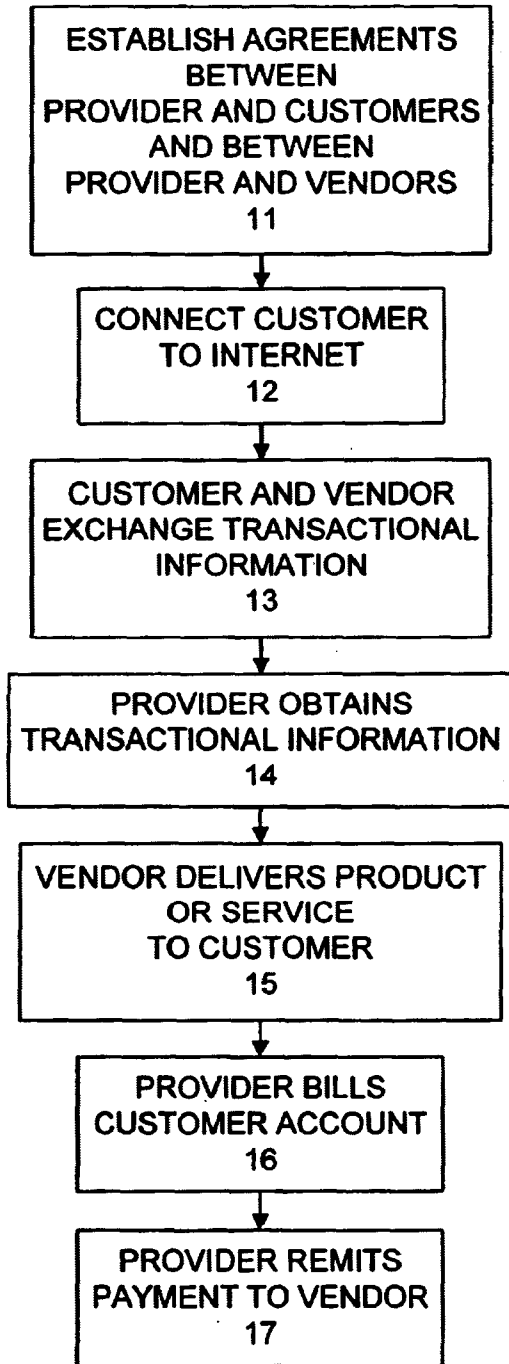 ESTABLISH AGREEMENTS
BETWEEN
PROVIDER AND CUSTOMERS
AND BETWEEN
PROVIDER AND VENDORS
11
CONNECT CUSTOMER
TO INTERNET
12
CUSTOMER AND VENDOR
EXCHANGE TRANSACTIONAL
INFORMATION
13
PROVIDER OBTAINS
TRANSACTIONAL INFORMATION
14
VENDOR DELIVERS PRODUCT
OR SERVICE
TO CUSTOMER
15
PROVIDER BILLS
CUSTOMER ACCOUNT
16
PROVIDER REMITS
PAYMENT TO VENDOR
17